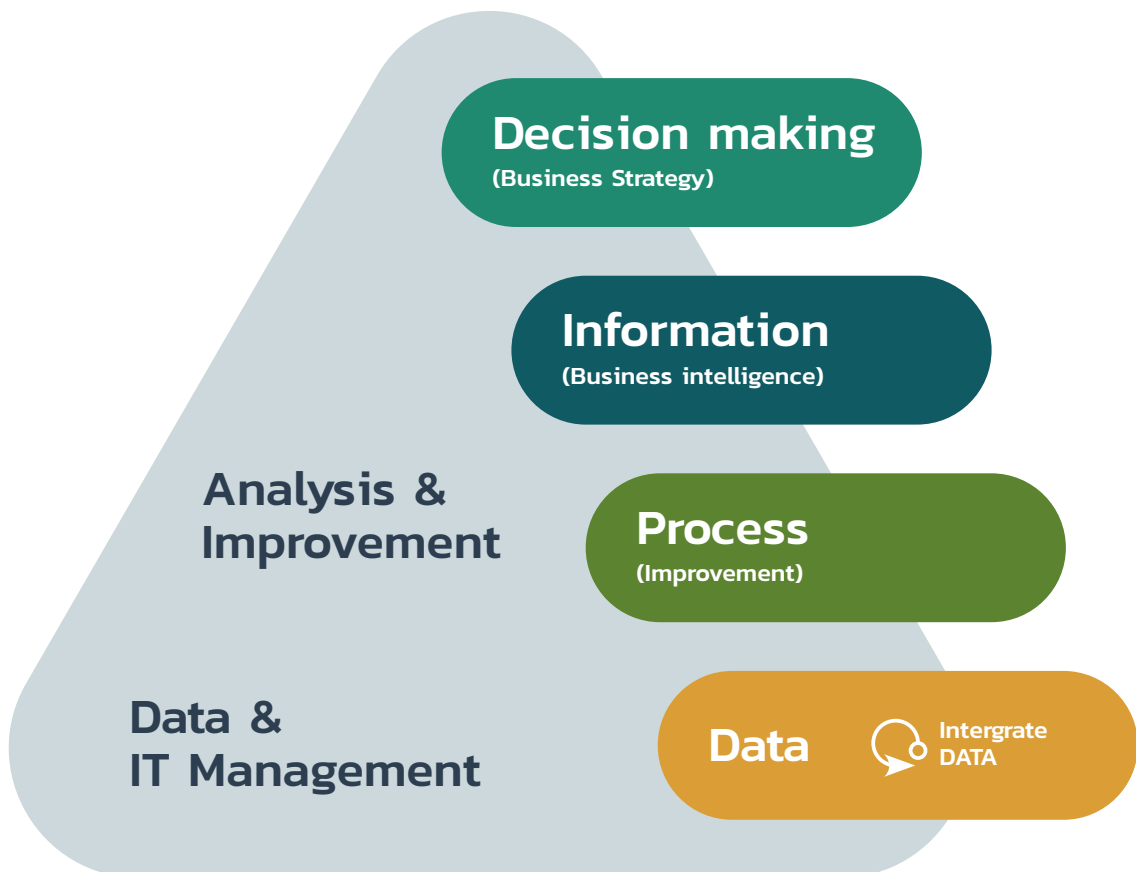 Decision making
(Business Strategy)
Information
(Business intelligence)
Analysis &
Improvement
Process
(Improvement)
Data &
IT Management
Data
Intergrate
DATA